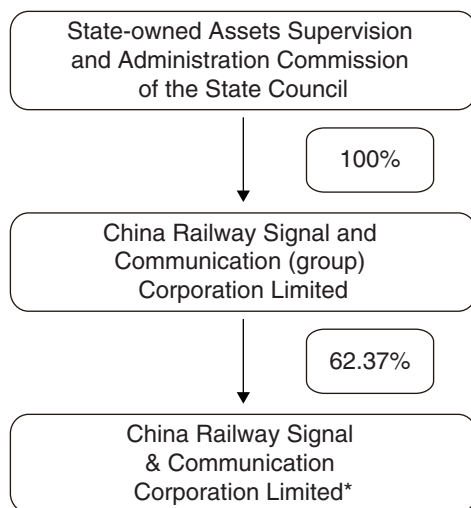 State-owned Assets Supervision
and Administration Commission
of the State Council
100%
China Railway Signal and
Communication (group)
Corporation Limited
62.37%
China Railway Signal
& Communication
Corporation Limited*